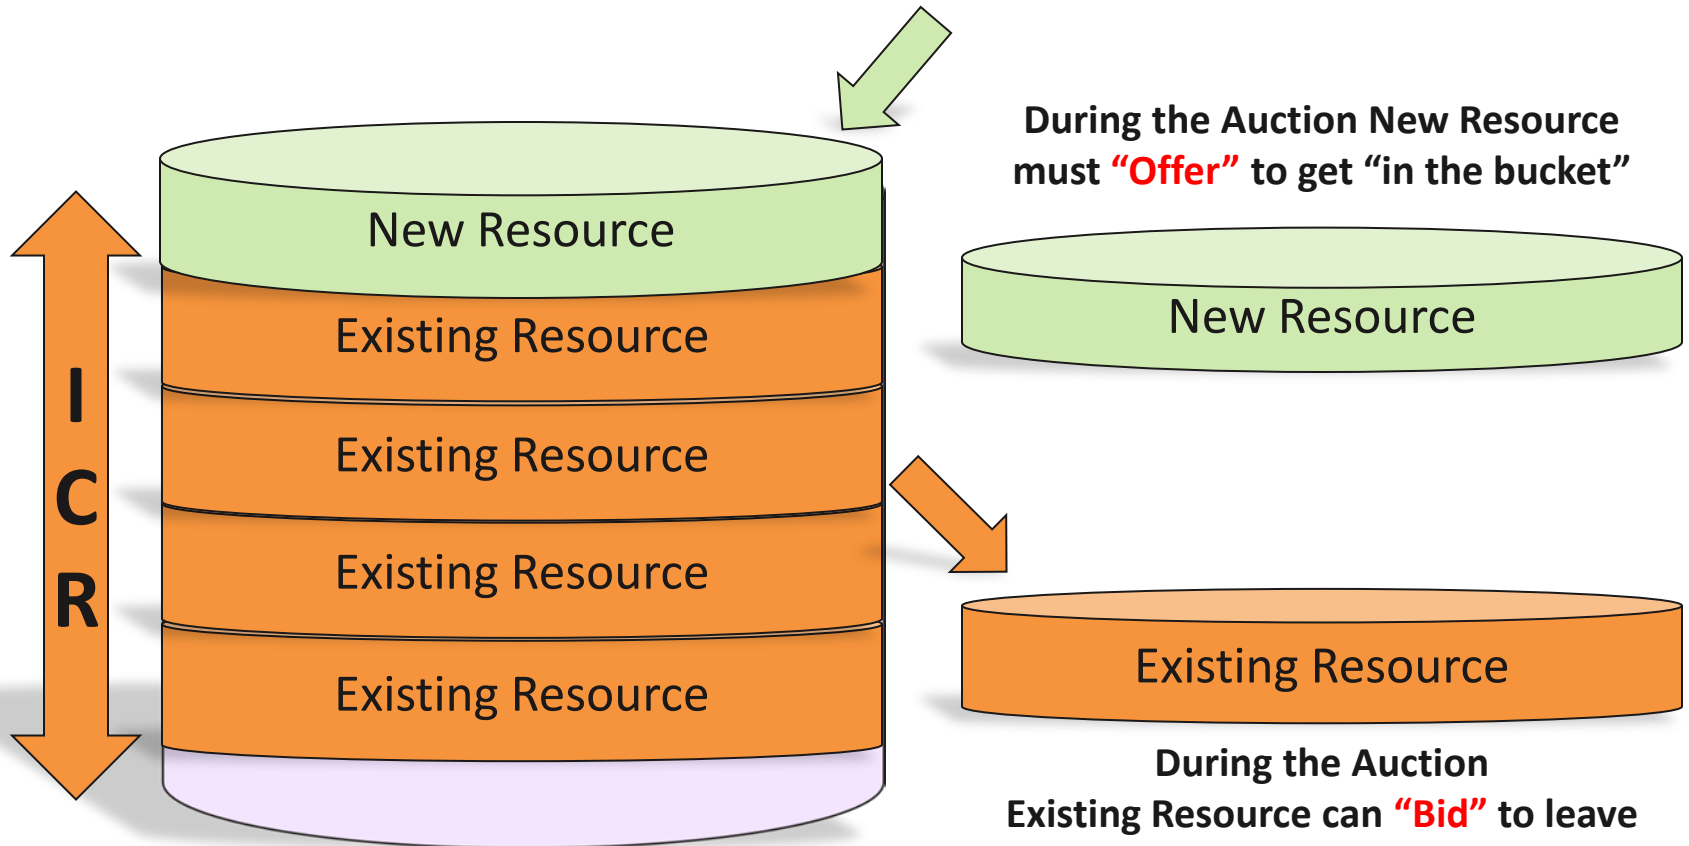 During the Auction New Resource
must “Offer” to get “in the bucket”
New Resource
New Resource
Existing Resource
I
C
R
Existing Resource
Existing Resource
Existing Resource
Existing Resource
During the Auction
Existing Resource can “Bid” to leave